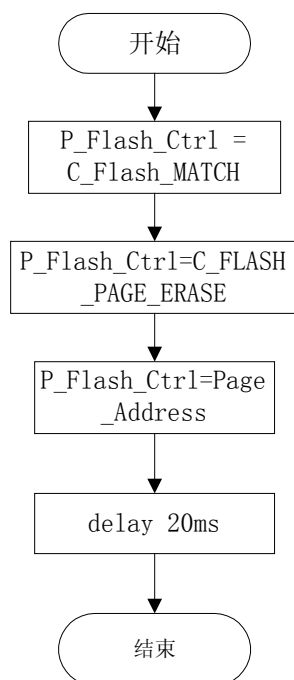 开始
P_Flash_Ctrl =
C_Flash_MATCH
P_Flash_Ctrl=C_FLASH
_PAGE_ERASE
P_Flash_Ctrl=Page
_Address
delay 20ms
结束